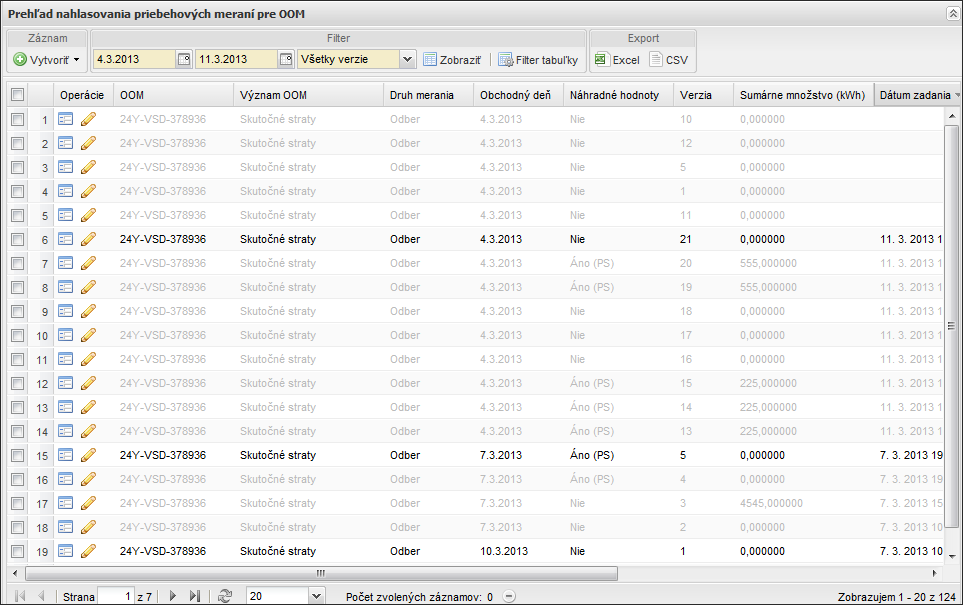 Prehľad nahlasovania priebehových meraní pre OOM
Záznam Filter Export
Vytvoriť 4.3.2013 11.3.2013 Všetky verzie Zobraziť Filter tabuľky Excel CSV
Operácie OOM Význam OOM Druh merania Obchodný deň Náhradné hodnoty Verzia Sumárne množstvo (kWh) Dátum zadania
1 24Y-VSD-378936 Skutočné straty Odber 4.3.2013 Nie 10 0,000000
2 24Y-VSD-378936 Skutočné straty Odber 4.3.2013 Nie 12 0,000000
3 24Y-VSD-378936 Skutočné straty Odber 4.3.2013 Nie 5 0,000000
4 24Y-VSD-378936 Skutočné straty Odber 4.3.2013 Nie 1 0,000000
5 24Y-VSD-378936 Skutočné straty Odber 4.3.2013 Nie 11 0,000000
6 24Y-VSD-378936 Skutočné straty Odber 4.3.2013 Nie 21 0,000000 11. 3. 2013 1
7 24Y-VSD-378936 Skutočné straty Odber 4.3.2013 Áno (PS) 20 555,000000 11. 3. 2013 1
8 24Y-VSD-378936 Skutočné straty Odber 4.3.2013 Áno (PS) 19 555,000000 11. 3. 2013 1
9 24Y-VSD-378936 Skutočné straty Odber 4.3.2013 Nie 18 0,000000 11. 3. 2013 1
10 24Y-VSD-378936 Skutočné straty Odber 4.3.2013 Nie 17 0,000000 11. 3. 2013 1
11 24Y-VSD-378936 Skutočné straty Odber 4.3.2013 Nie 16 0,000000 11. 3. 2013 1
12 24Y-VSD-378936 Skutočné straty Odber 4.3.2013 Áno (PS) 15 225,000000 11. 3. 2013 1
13 24Y-VSD-378936 Skutočné straty Odber 4.3.2013 Áno (PS) 14 225,000000 11. 3. 2013 1
14 24Y-VSD-378936 Skutočné straty Odber 4.3.2013 Áno (PS) 13 225,000000 11. 3. 2013 1
15 24Y-VSD-378936 Skutočné straty Odber 7.3.2013 Áno (PS) 5 0,000000 7. 3. 2013 19
16 24Y-VSD-378936 Skutočné straty Odber 7.3.2013 Áno (PS) 4 0,000000 7. 3. 2013 19
17 24Y-VSD-378936 Skutočné straty Odber 7.3.2013 Nie 3 4545,000000 7. 3. 2013 15
18 24Y-VSD-378936 Skutočné straty Odber 7.3.2013 Nie 2 0,000000 7. 3. 2013 10
19 24Y-VSD-378936 Skutočné straty Odber 10.3.2013 Nie 1 0,000000 7. 3. 2013 10
Strana 1 z 7 20 Počet zvolených záznamov: 0 Zobrazujem 1 - 20 z 124